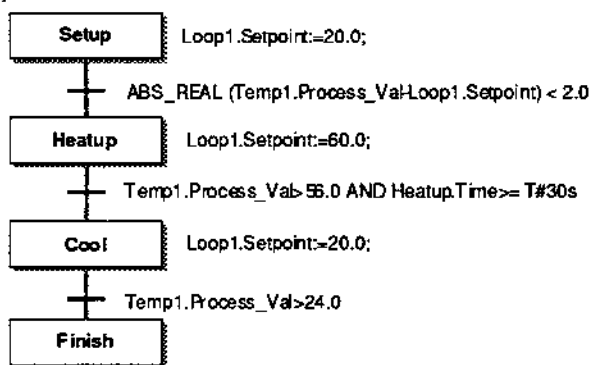 Setup Loop1.Setpoint:=20.0;
ABS_REAL (Temp1.Process_Val-Loop1.Setpoint) < 2.0
Heatup Loop1.Setpoint:=60.0;
Temp1.Process_Val>56.0 AND Heatup.Time>= T#30s
Cool Loop1.Setpoint:=20.0;
Temp1.Process_Val>24.0
Finish